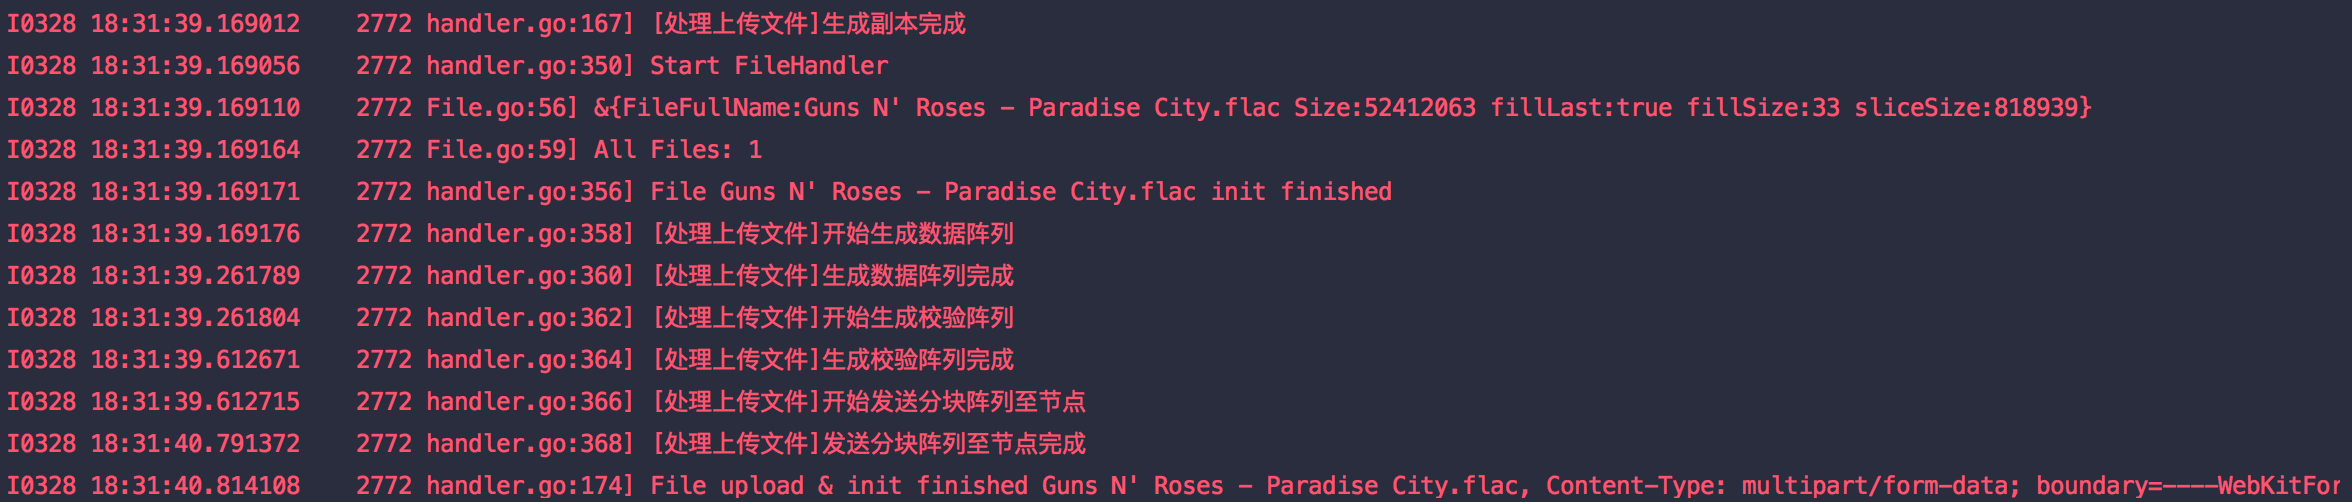 I0328 18:31:39.169012    2772 handler.go:167] [处理上传文件]生成副本完成
I0328 18:31:39.169056    2772 handler.go:350] Start FileHandler
I0328 18:31:39.169110    2772 File.go:56] &{FileFullName:Guns N' Roses - Paradise City.flac Size:52412063 fillLast:true fillSize:33 sliceSize:818939}
I0328 18:31:39.169164    2772 File.go:59] All Files: 1
I0328 18:31:39.169171    2772 handler.go:356] File Guns N' Roses - Paradise City.flac init finished
I0328 18:31:39.169176    2772 handler.go:358] [处理上传文件]开始生成数据阵列
I0328 18:31:39.261789    2772 handler.go:360] [处理上传文件]生成数据阵列完成
I0328 18:31:39.261804    2772 handler.go:362] [处理上传文件]开始生成校验阵列
I0328 18:31:39.612671    2772 handler.go:364] [处理上传文件]生成校验阵列完成
I0328 18:31:39.612715    2772 handler.go:366] [处理上传文件]开始发送分块阵列至节点
I0328 18:31:40.791372    2772 handler.go:368] [处理上传文件]发送分块阵列至节点完成
I0328 18:31:40.814108    2772 handler.go:174] File upload & init finished Guns N' Roses - Paradise City.flac, Content-Type: multipart/form-data; boundary=----WebKitFor